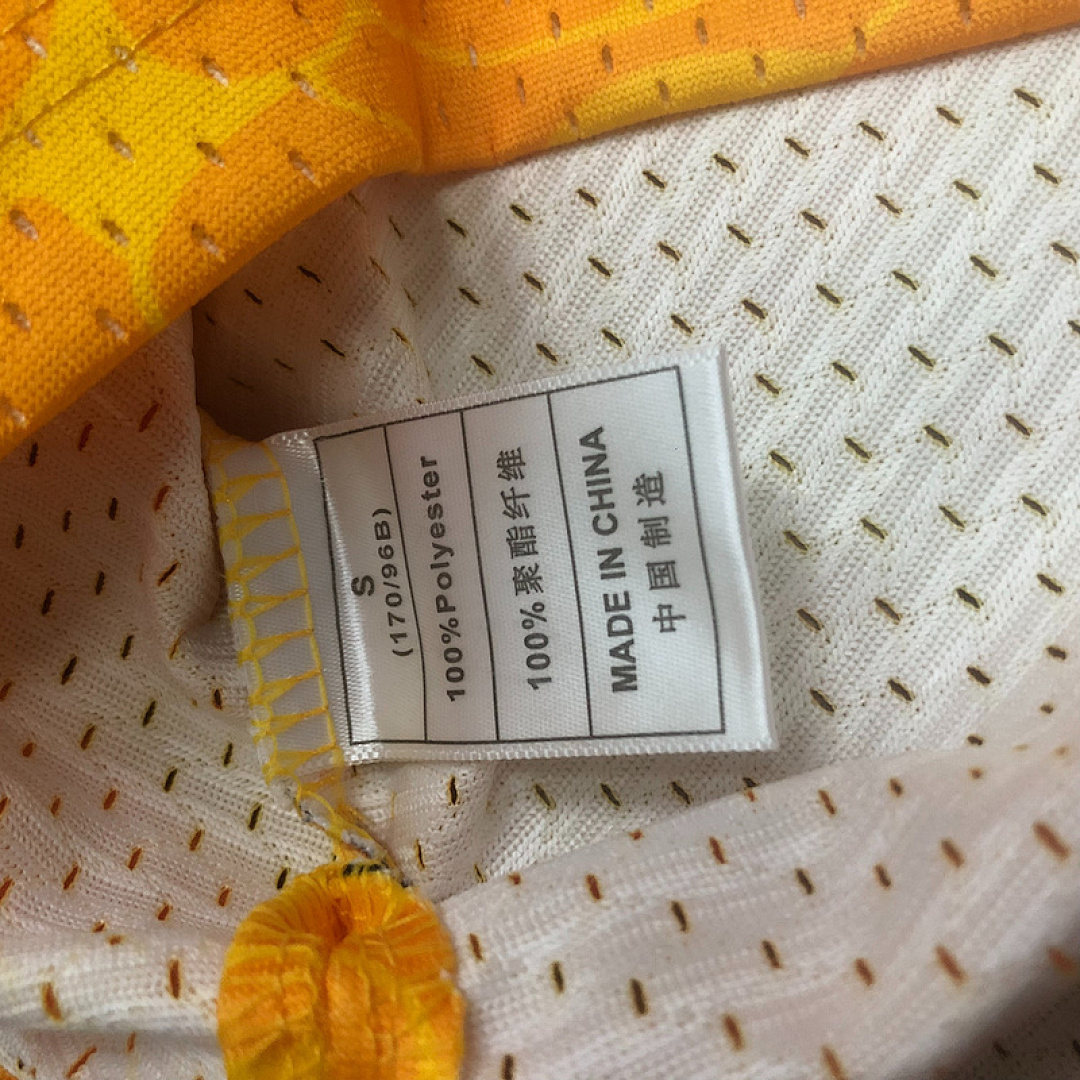 S
(170/96B)
100%Polyester
100%聚酯纤维
MADE IN CHINA
中国制造